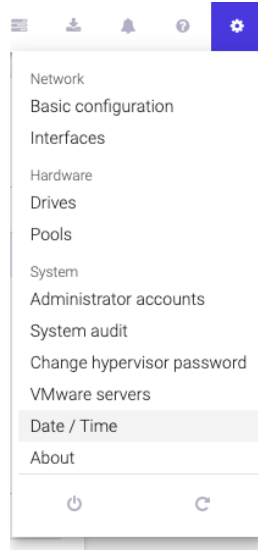 Network
Basic configuration
Interfaces
Hardware
Drives
Pools
System
Administrator accounts
System audit
Change hypervisor password
VMware servers
Date / Time
About